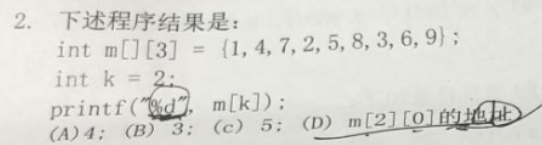 2. 下述程序结果是:
int m[][3] = {1, 4, 7, 2, 5, 8, 3, 6, 9};
int k = 2;
printf("%d", m[k]);
(A) 4; (B) 3; (c) 5; (D) m[2][0]的地址